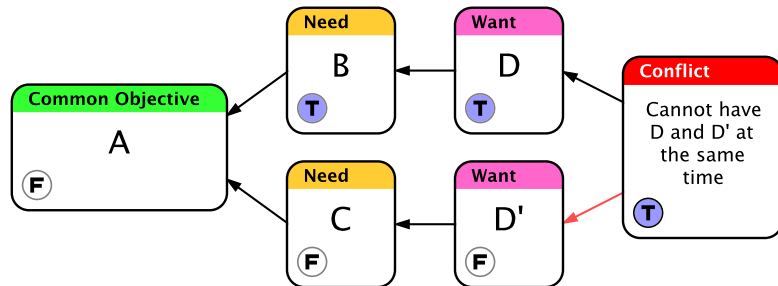 Need
B
T
Want
D
T
Conflict
Cannot have
D and D' at
the same
time
T
Common Objective
A
F
Need
C
F
Want
D'
F